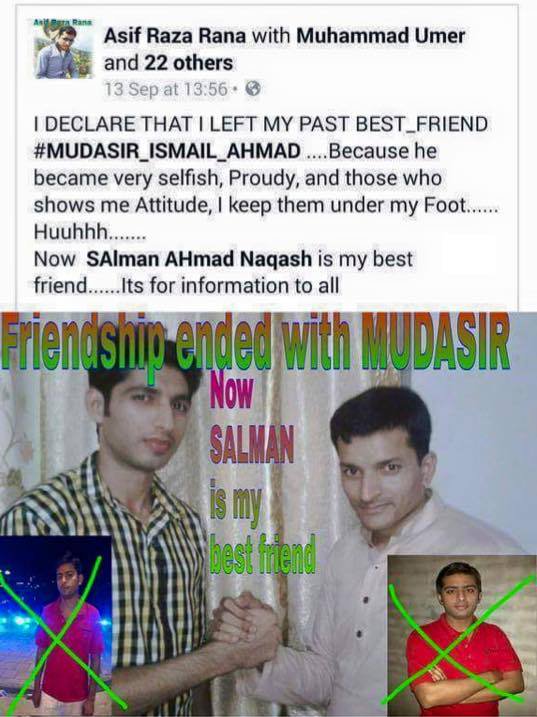 Asif Raza Rana
Asif Raza Rana with Muhammad Umer
and 22 others
13 Sep at 13:56 •
I DECLARE THAT I LEFT MY PAST BEST_FRIEND
#MUDASIR_ISMAIL_AHMAD ....Because he
became very selfish, Proudy, and those who
shows me Attitude, I keep them under my Foot......
Huuhhh.......
Now SAlman AHmad Naqash is my best
friend......Its for information to all
Friendship ended with MUDASIR
Now
SALMAN
is my
best friend